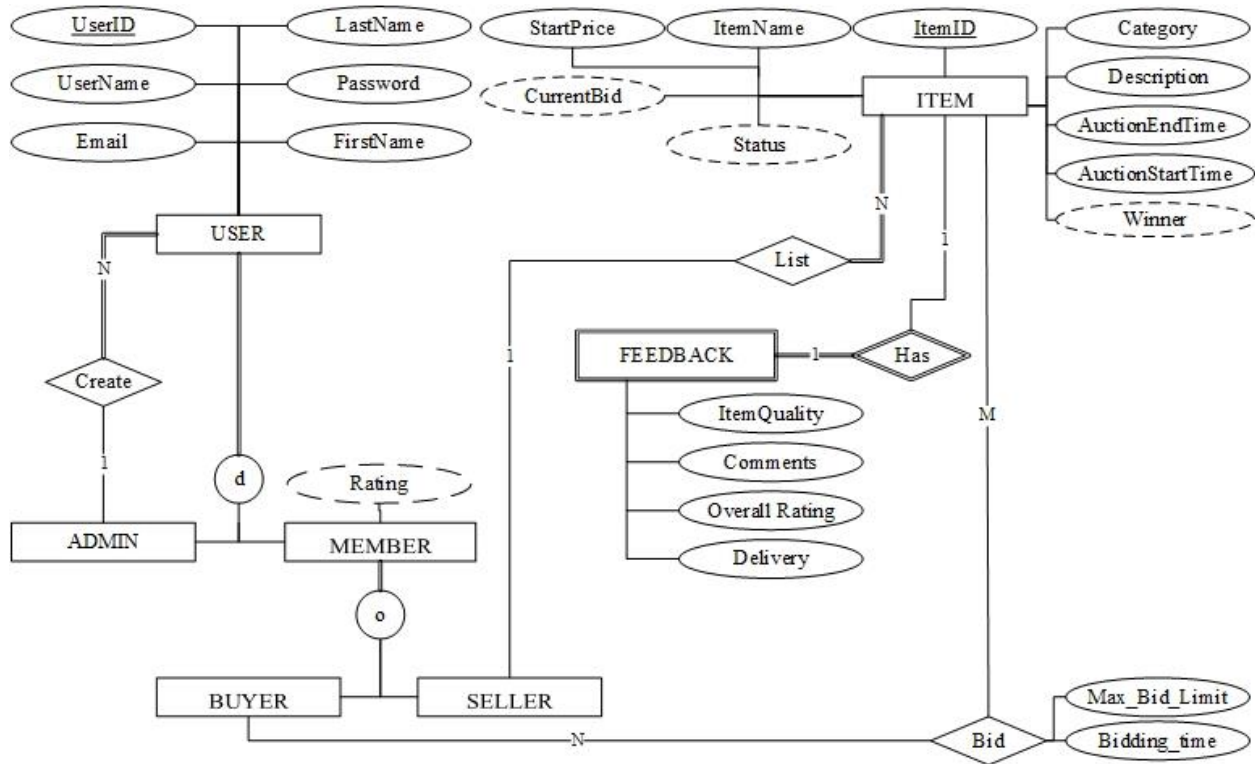 UserID
LastName
StartPrice
ItemName
ItemID
Category
UserName
Password
CurrentBid
ITEM
Description
Email
FirstName
Status
AuctionEndTime
AuctionStartTime
Winner
USER
N
N
1
List
FEEDBACK
1
Has
Create
1
ItemQuality
M
Comments
1
d
Rating
Overall Rating
ADMIN
MEMBER
Delivery
o
BUYER
SELLER
Max_Bid_Limit
N
Bid
Bidding_time